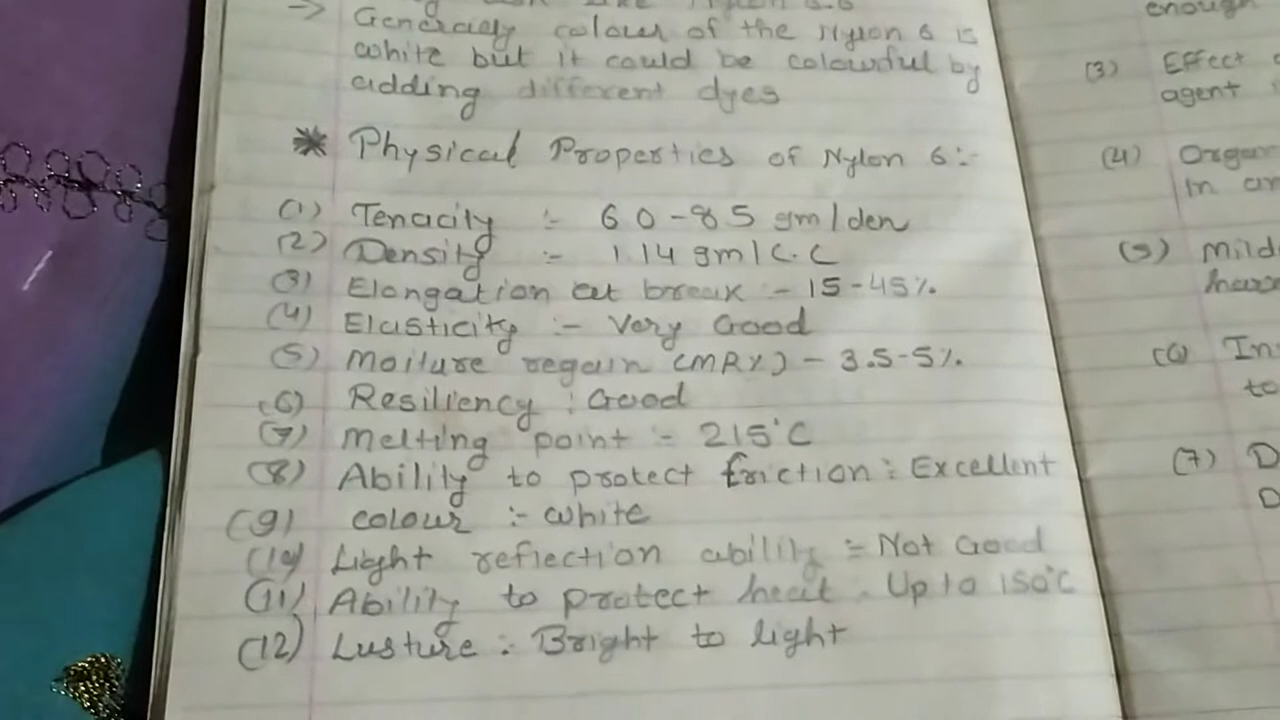 → Generally colour of the Nylon 6 is
white but it could be colourful by
adding different dyes
* Physical Properties of Nylon 6:-
(1) Tenacity :- 6 0-8 5 gm/den
(2) Density :- 1 14 gm/c.c
(3) Elongation at break - 15-45%.
(4) Elasticity :- Very Good
(5) Moiture regain (MR%) - 3.5-5%.
(6) Resiliency : Good
(7) Melting point :- 215°C
(8) Ability to protect friction : Excellent
(9) colour :- white
(10) Light reflection ability = Not Good
(11) Ability to protect heat . Up to 150°C
(12) Lusture : Bright to light
enough
(3) Effect
agent
(4)
in
(5) Mild
(6) In
to
(7) D
D